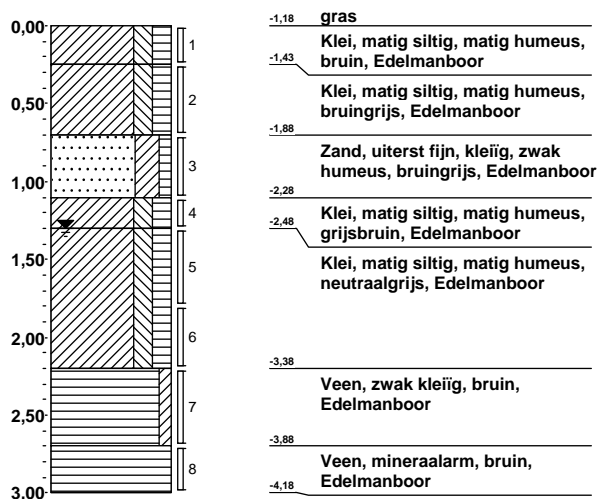 0,00
0,50
1,00
1,50
2,00
2,50
3,00
1
2
3
4
5
6
7
8
-1,18 gras
Klei, matig siltig, matig humeus,
bruin, Edelmanboor
-1,43
Klei, matig siltig, matig humeus,
bruingrijs, Edelmanboor
-1,88
Zand, uiterst fijn, kleiïg, zwak
humeus, bruingrijs, Edelmanboor
-2,28
Klei, matig siltig, matig humeus,
grijsbruin, Edelmanboor
-2,48
Klei, matig siltig, matig humeus,
neutraalgrijs, Edelmanboor
-3,38
Veen, zwak kleiïg, bruin,
Edelmanboor
-3,88
Veen, mineraalarm, bruin,
Edelmanboor
-4,18